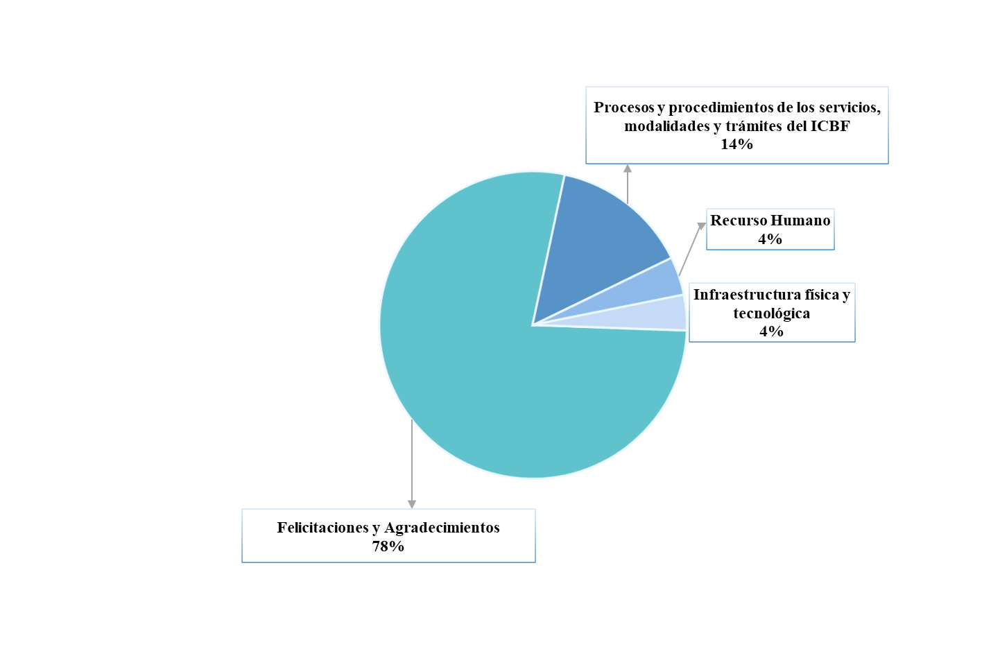 Procesos y procedimientos de los servicios,
modalidades y trámites del ICBF
14%
Recurso Humano
4%
Infraestructura física y
tecnológica
4%
Felicitaciones y Agradecimientos
78%